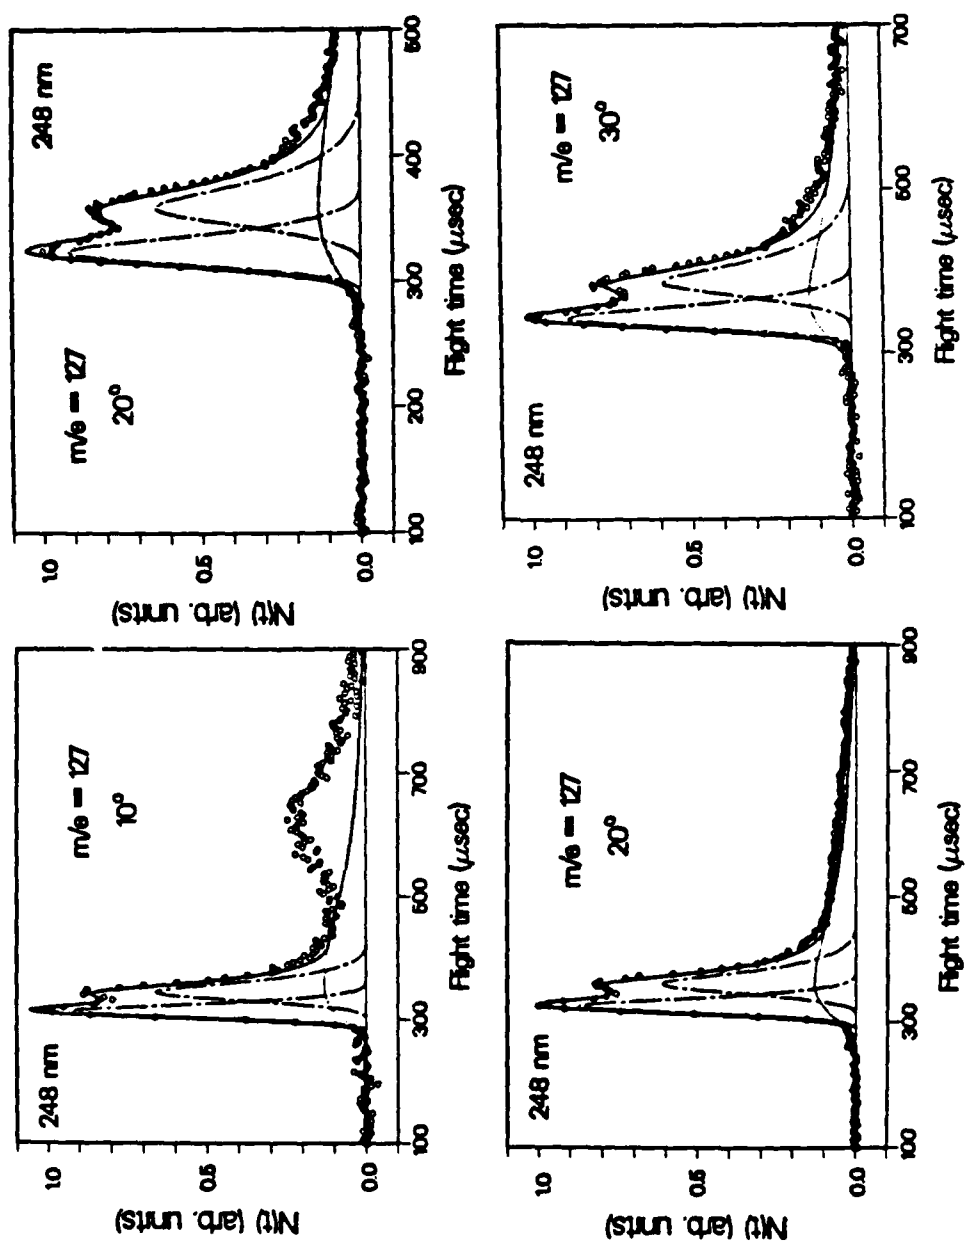 248 nm
m/e = 127
10°
1.0
0.5
0.0
N(t) (arb. units)
100 300 500 700 900
Flight time (μsec)
248 nm
m/e = 127
20°
1.0
0.5
0.0
N(t) (arb. units)
100 200 300 400 500
Flight time (μsec)
248 nm
m/e = 127
20°
1.0
0.5
0.0
N(t) (arb. units)
100 300 500 700 900
Flight time (μsec)
248 nm
m/e = 127
30°
1.0
0.5
0.0
N(t) (arb. units)
100 300 500 700
Flight time (μsec)